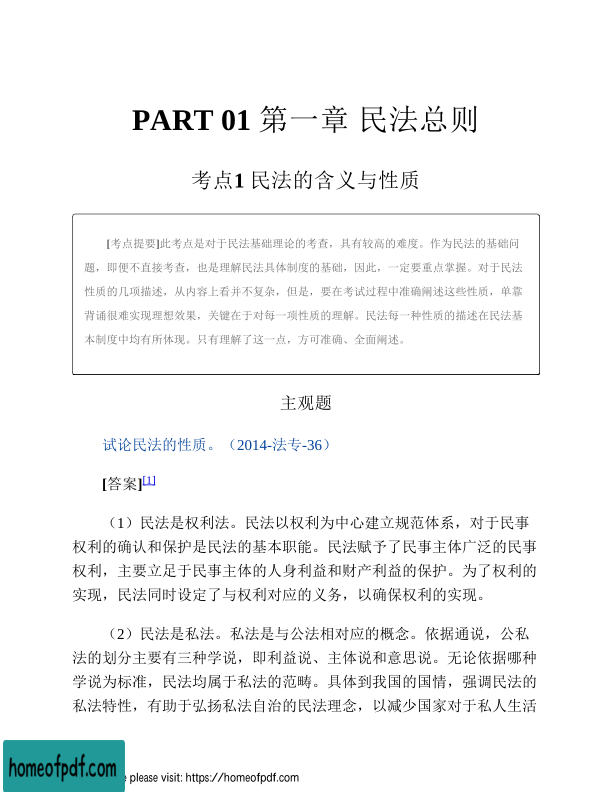 PART 01 第一章 民法总则
考点1 民法的含义与性质
[考点提要]此考点是对于民法基础理论的考查，具有较高的难度。作为民法的基础问
题，即便不直接考查，也是理解民法具体制度的基础，因此，一定要重点掌握。对于民法
性质的几项描述，从内容上看并不复杂，但是，要在考试过程中准确阐述这些性质，单靠
背诵很难实现理想效果，关键在于对每一项性质的理解。民法每一种性质的描述在民法基
本制度中均有所体现。只有理解了这一点，方可准确、全面阐述。
主观题
试论民法的性质。（2014-法专-36）
[答案][1]
（1）民法是权利法。民法以权利为中心建立规范体系，对于民事
权利的确认和保护是民法的基本职能。民法赋予了民事主体广泛的民事
权利，主要立足于民事主体的人身利益和财产利益的保护。为了权利的
实现，民法同时设定了与权利对应的义务，以确保权利的实现。
（2）民法是私法。私法是与公法相对应的概念。依据通说，公私
法的划分主要有三种学说，即利益说、主体说和意思说。无论依据哪种
学说为标准，民法均属于私法的范畴。具体到我国的国情，强调民法的
私法特性，有助于弘扬私法自治的民法理念，以减少国家对于私人生活
homeofpdf.com
e please visit: https://homeofpdf.com